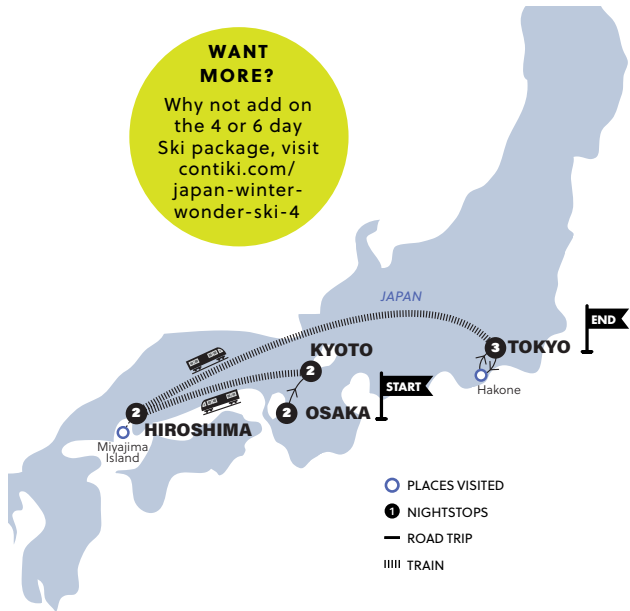 WANT
MORE?
Why not add on
the 4 or 6 day
Ski package, visit
contiki.com/
japan-winter-
wonder-ski-4
JAPAN
END
3 TOKYO
KYOTO
2
START
Hakone
2 OSAKA
2 HIROSHIMA
Miyajima
Island
PLACES VISITED
1 NIGHTSTOPS
ROAD TRIP
TRAIN